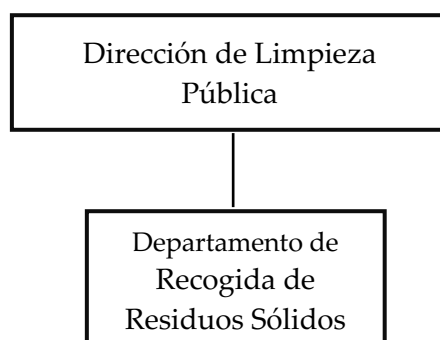 Dirección de Limpieza
Pública
Departamento de
Recogida de
Residuos Sólidos